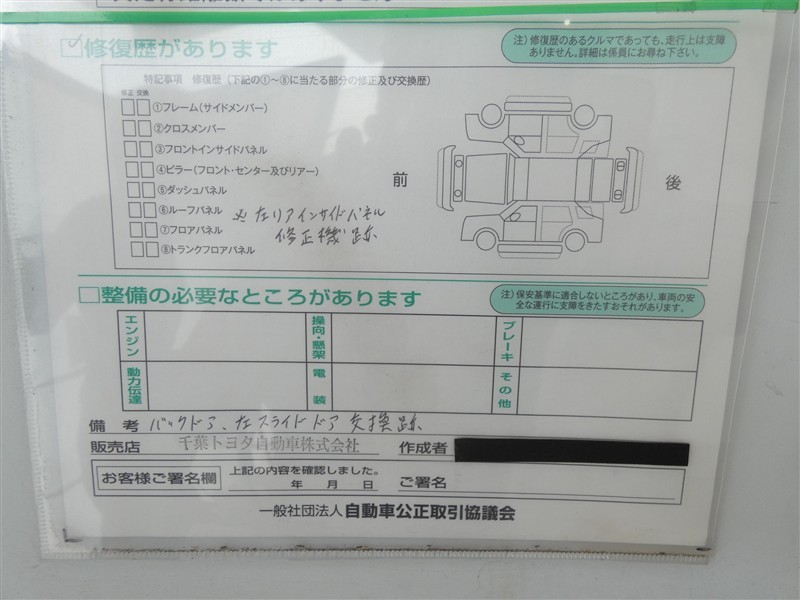 修復歴があります
注）修復歴のあるクルマであっても、走行上は支障
ありません。詳細は係員にお尋ね下さい。
特記事項 修復歴（下記の①～⑧に当たる部分の修正及び交換歴）
修正 交換
①フレーム（サイドメンバー）
②クロスメンバー
③フロントインサイドパネル
④ピラー（フロント・センター及びリアー）
⑤ダッシュパネル
⑥ルーフパネル
⑦フロアパネル
⑧トランクフロアパネル
※左リアインサイドパネル
修正機跡
前
後
整備の必要なところがあります
注）保安基準に適合しないところがあり、車両の安
全な運行に支障をきたすおそれがあります。
エンジン
操向・懸架
ブレーキ
動力伝達
電装
その他
備考 バックドア、左スライドドア交換跡
販売店 千葉トヨタ自動車株式会社 作成者
お客様ご署名欄
上記の内容を確認しました。
年 月 日 ご署名
一般社団法人 自動車公正取引協議会